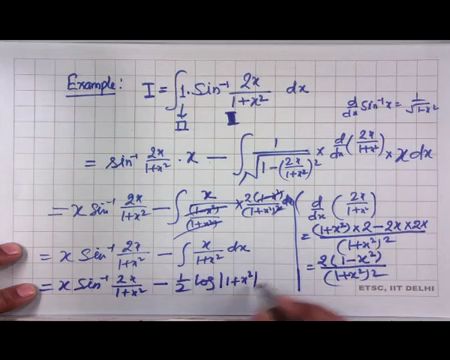 Example: I = ∫ 1. Sin⁻¹ 2x/(1+x²) dx
II I
d/dx sin⁻¹x = 1/√(1-x²)
= sin⁻¹ 2x/(1+x²) . x − ∫ 1/√(1-(2x/(1+x²))²) × d/dx (2x/(1+x²)) × x dx
= x sin⁻¹ 2x/(1+x²) − ∫ x/((1-x²)/(1+x²)) × 2(1-x²)/(1+x²)² dx
d/dx (2x/(1+x²))
= ((1+x²)×2 − 2x×2x)/(1+x²)²
= x Sin⁻¹ 2x/(1+x²) − ∫ x/(1+x²) dx
= 2(1-x²)/(1+x²)²
= x Sin⁻¹ 2x/(1+x²) − 1/2 log|1+x²|
ETSC, IIT DELHI